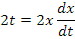 2t = 2x dx/dt